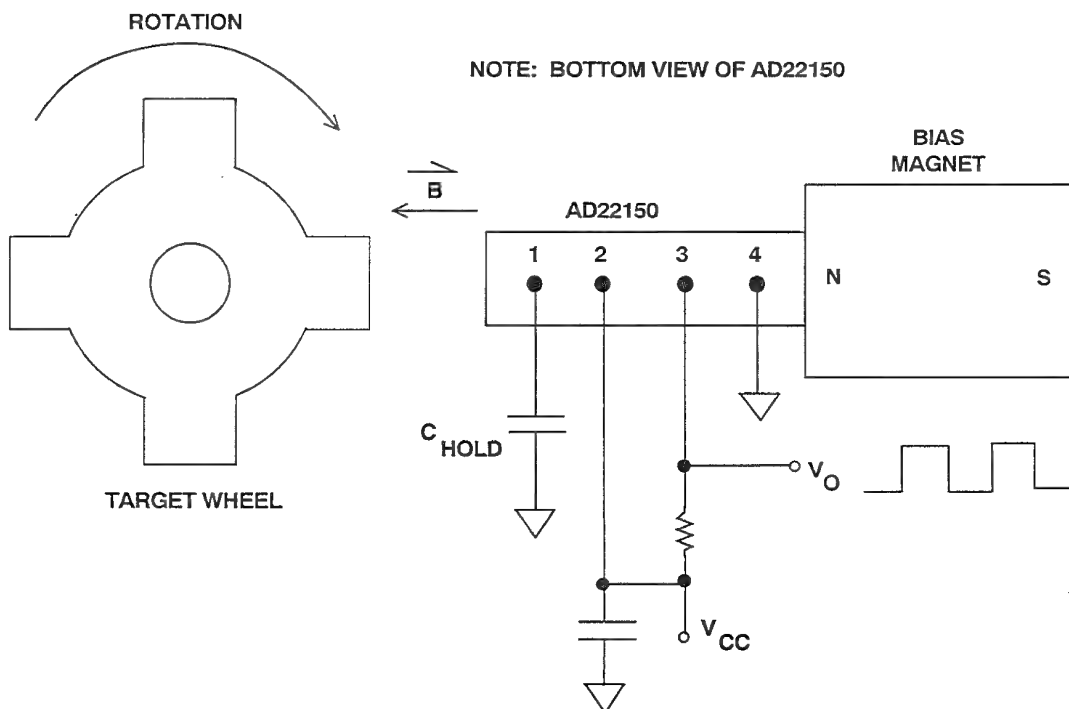 ROTATION
NOTE: BOTTOM VIEW OF AD22150
BIAS
MAGNET
B
AD22150
1 2 3 4
N S
C HOLD
V O
TARGET WHEEL
V CC